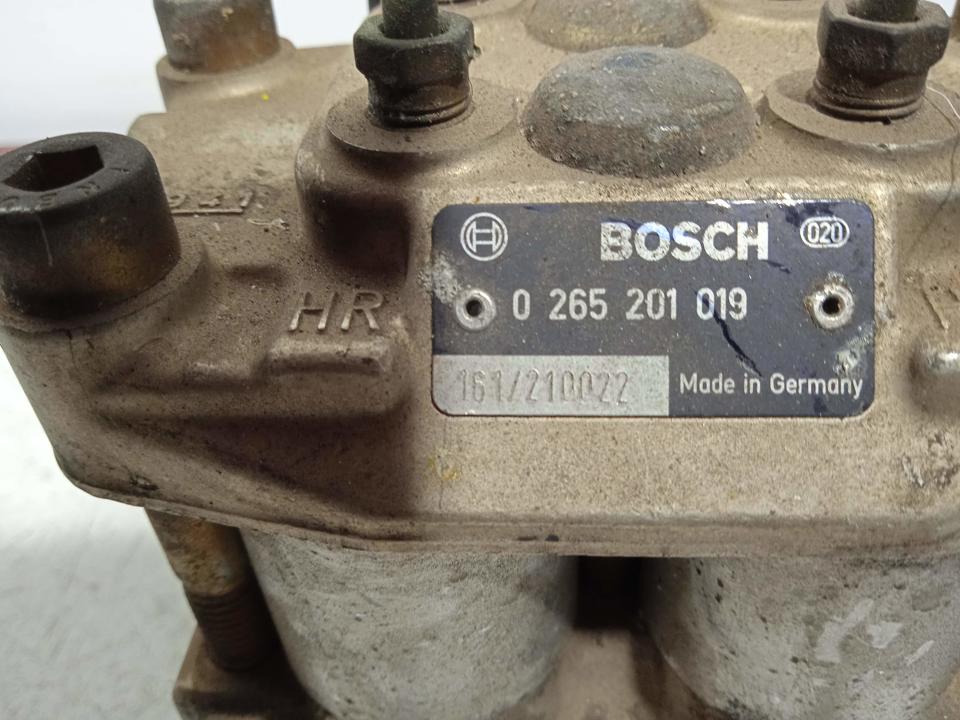 BOSCH 020
0 265 201 019
HR
161/210022
Made in Germany